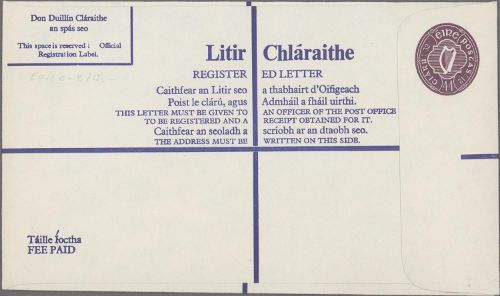 Don Duillín Cláraithe
an spás seo
This space is reserved : Official
Registration Label.
Litir Chláraithe
REGISTERED LETTER
Caithfear an Litir seo a thabhairt d'Oifigeach
Poist le clárú, agus Admháil a fháil uirthi.
THIS LETTER MUST BE GIVEN TO AN OFFICER OF THE POST OFFICE
TO BE REGISTERED AND A RECEIPT OBTAINED FOR IT.
Caithfear an seoladh a scríobh ar an draobh seo.
THE ADDRESS MUST BE WRITTEN ON THIS SIDE.
ÉIRE POSTAS
Táille íoctha
FEE PAID